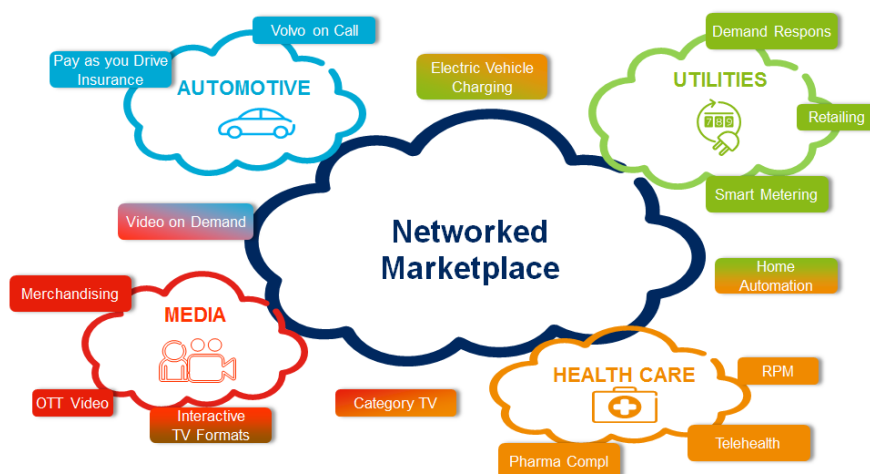 Volvo on Call
Demand Respons
Pay as you Drive
Insurance
AUTOMOTIVE
Electric Vehicle
Charging
UTILITIES
789
Retailing
Smart Metering
Video on Demand
Networked
Marketplace
Home
Automation
Merchandising
MEDIA
HEALTH CARE
RPM
OTT Video
Interactive
TV Formats
Category TV
Telehealth
Pharma Compl